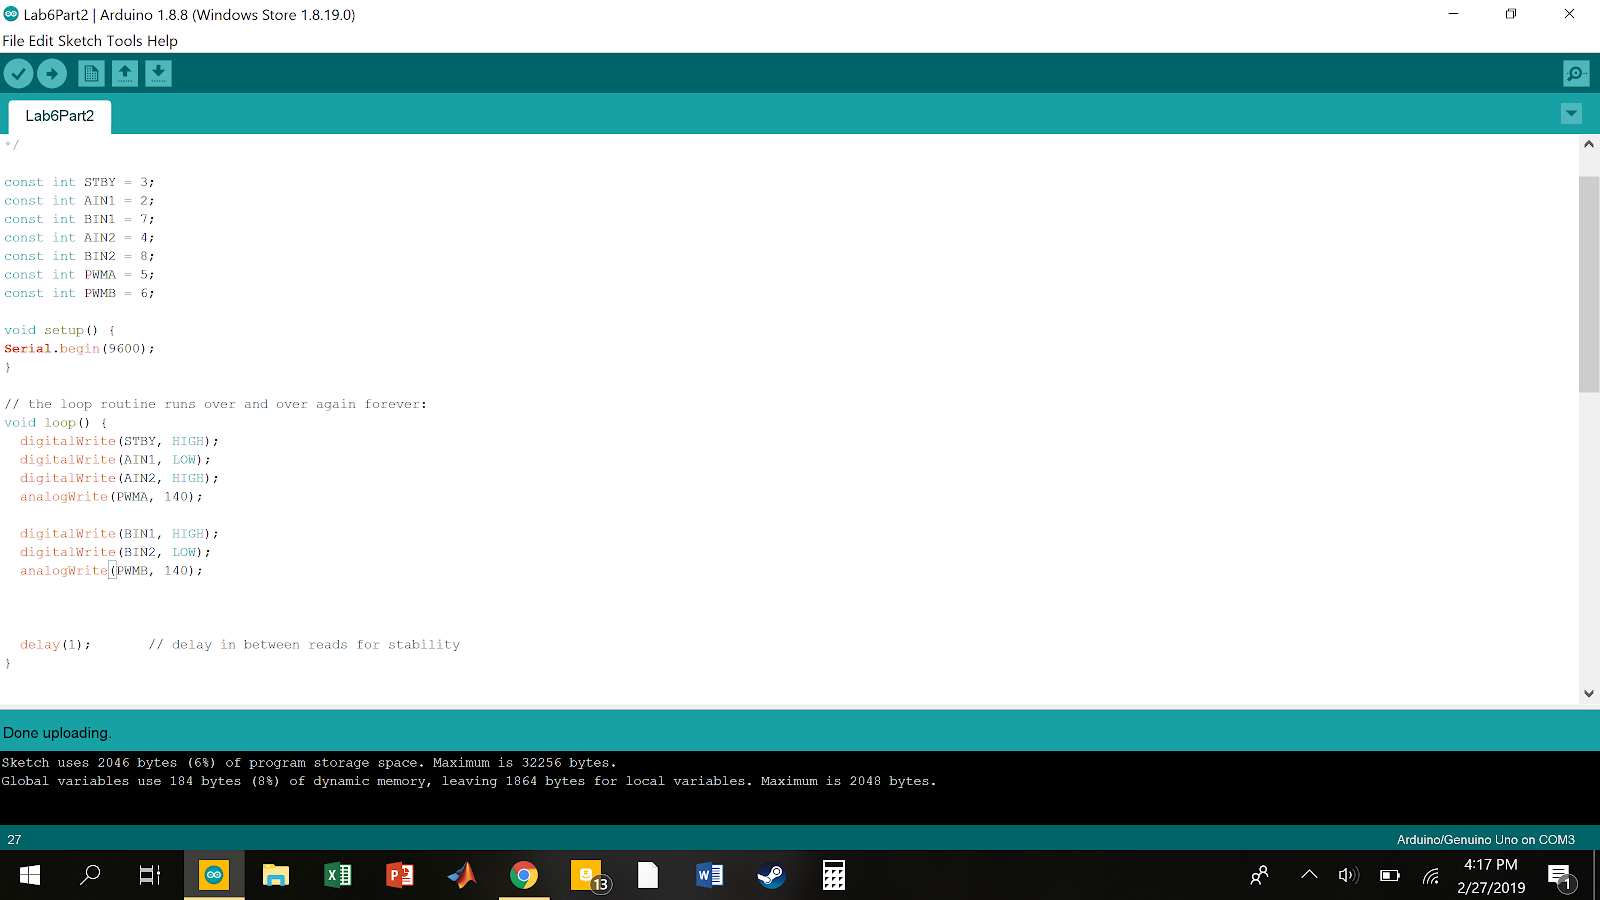 Lab6Part2 | Arduino 1.8.8 (Windows Store 1.8.19.0)
File Edit Sketch Tools Help
Lab6Part2
*/
const int STBY = 3;
const int AIN1 = 2;
const int BIN1 = 7;
const int AIN2 = 4;
const int BIN2 = 8;
const int PWMA = 5;
const int PWMB = 6;
void setup() {
Serial.begin(9600);
}
// the loop routine runs over and over again forever:
void loop() {
digitalWrite(STBY, HIGH);
digitalWrite(AIN1, LOW);
digitalWrite(AIN2, HIGH);
analogWrite(PWMA, 140);
digitalWrite(BIN1, HIGH);
digitalWrite(BIN2, LOW);
analogWrite(PWMB, 140);
delay(1); // delay in between reads for stability
}
Done uploading.
Sketch uses 2046 bytes (6%) of program storage space. Maximum is 32256 bytes.
Global variables use 184 bytes (8%) of dynamic memory, leaving 1864 bytes for local variables. Maximum is 2048 bytes.
27
Arduino/Genuino Uno on COM3
13
4:17 PM
2/27/2019
1